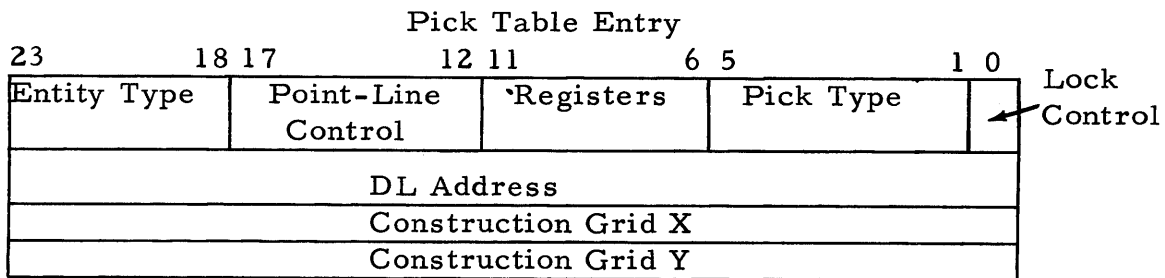 Pick Table Entry
23 18 17 12 11 6 5 1 0
Entity Type Point-Line Registers Pick Type Lock
Control Control
DL Address
Construction Grid X
Construction Grid Y